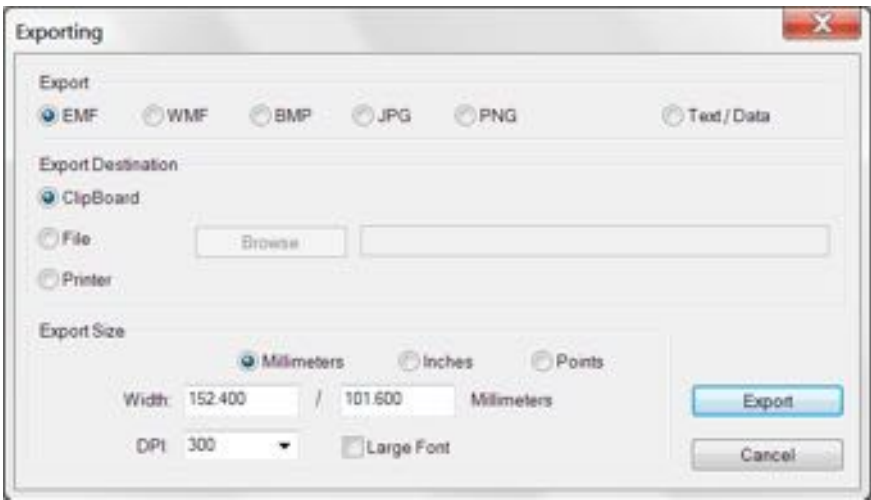 Exporting
Export
EMF WMF BMP JPG PNG Text / Data
Export Destination
ClipBoard
File Browse
Printer
Export Size
Millimeters Inches Points
Width: 152.400 / 101.600 Millimeters Export
DPI: 300 Large Font Cancel